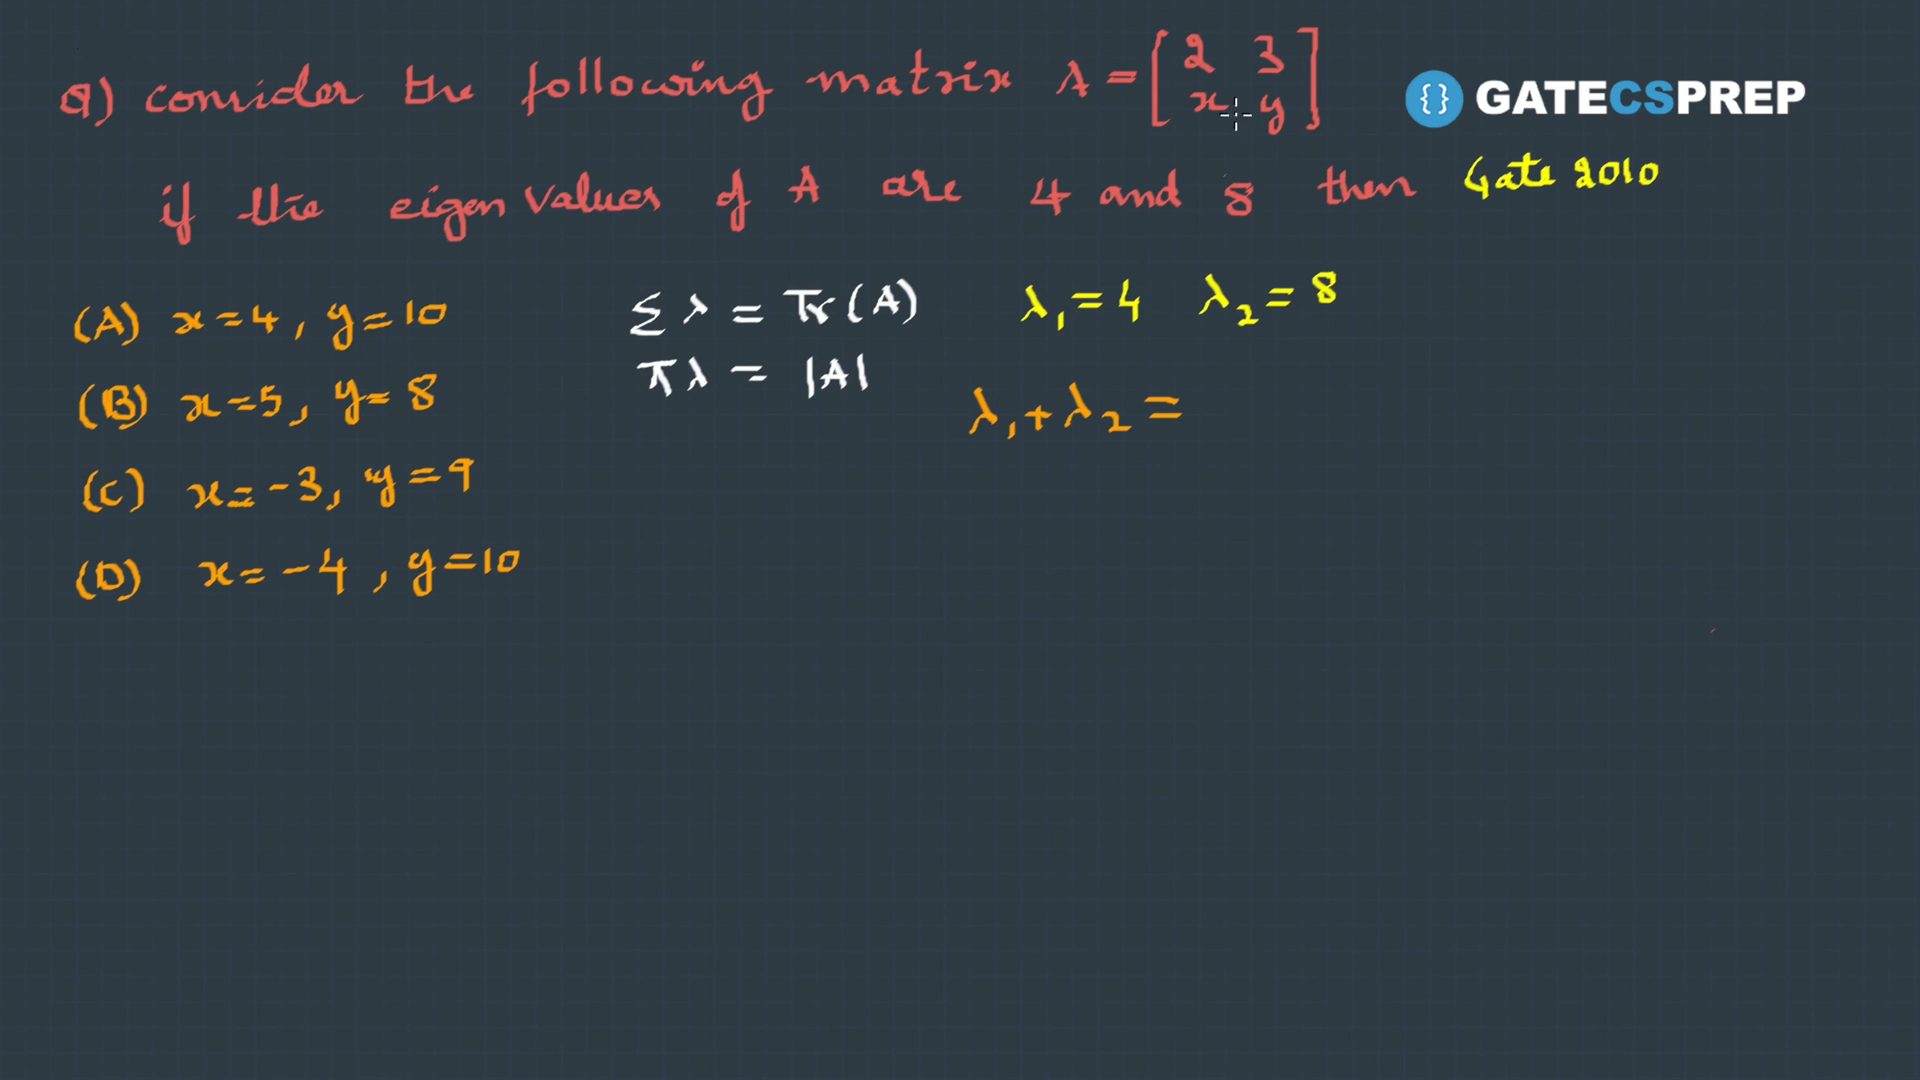 Q) consider the following matrix A = [2 3
x y]
GATECSPREP
if the eigen values of A are 4 and 8 then Gate 2010
(A) x=4, y=10
(B) x=5, y=8
(C) x=-3, y=9
(D) x=-4, y=10
Σλ = Tr(A)
πλ = |A|
λ₁=4 λ₂=8
λ₁+λ₂=